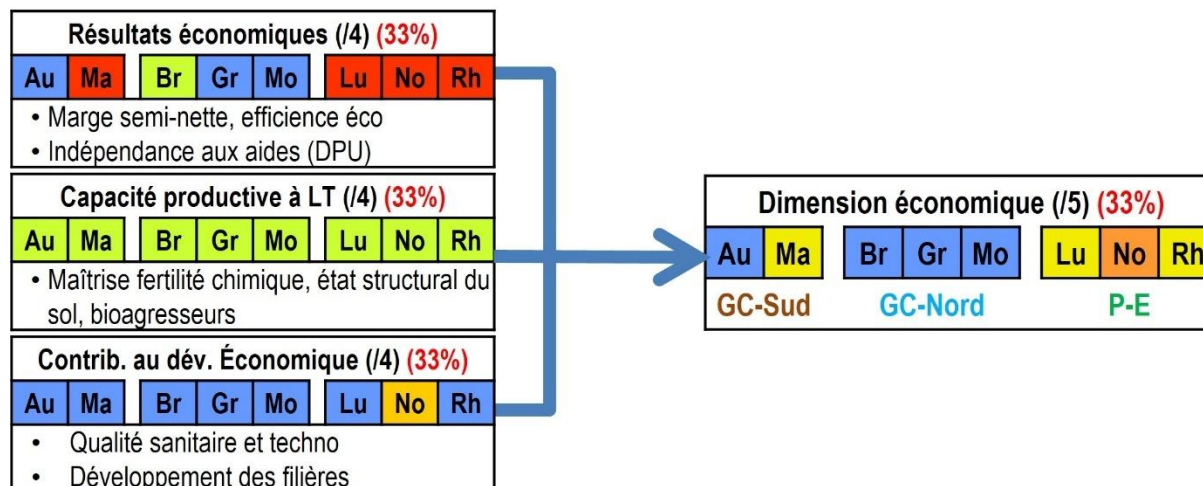 Résultats économiques (/4) (33%)
Au Ma Br Gr Mo Lu No Rh
• Marge semi-nette, efficience éco
• Indépendance aux aides (DPU)
Capacité productive à LT (/4) (33%)
Au Ma Br Gr Mo Lu No Rh
• Maîtrise fertilité chimique, état structural du
sol, bioagresseurs
Contrib. au dév. Économique (/4) (33%)
Au Ma Br Gr Mo Lu No Rh
• Qualité sanitaire et techno
• Développement des filières
Dimension économique (/5) (33%)
Au Ma Br Gr Mo Lu No Rh
GC-Sud GC-Nord P-E